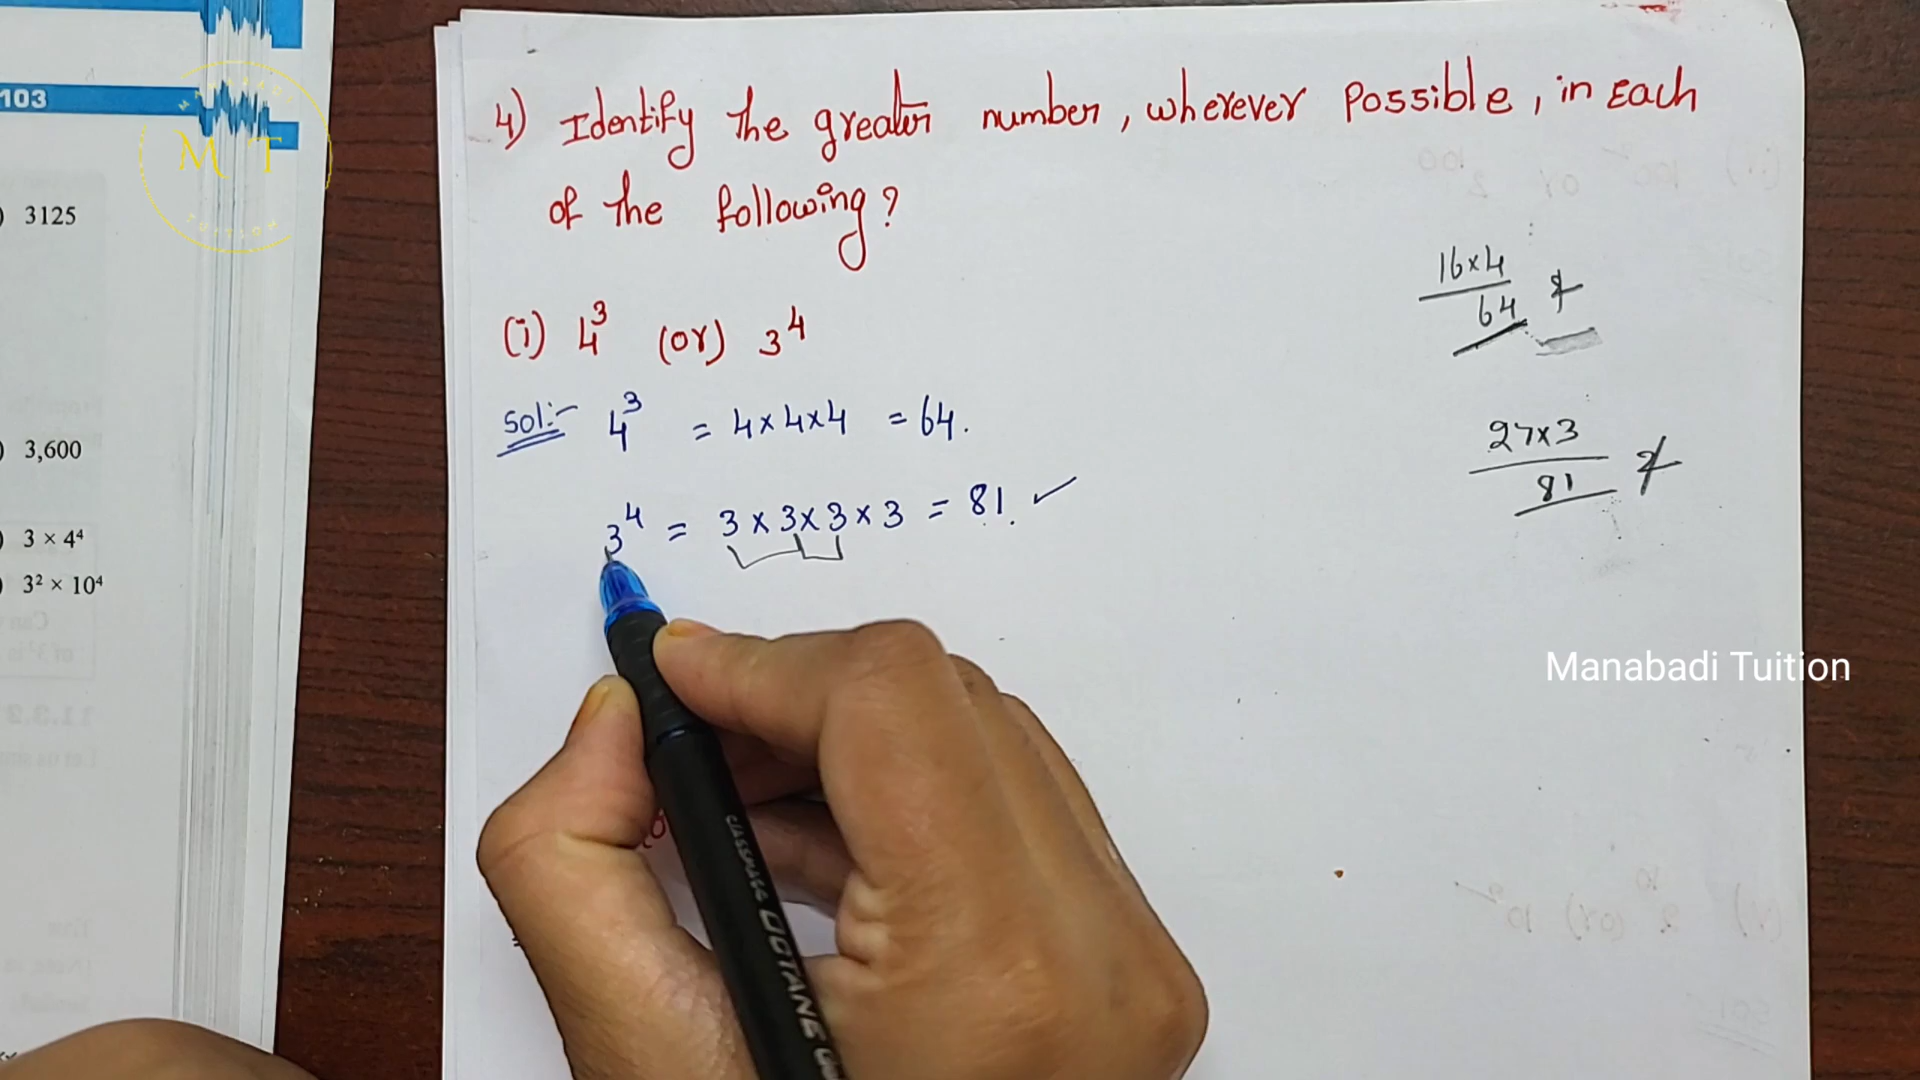 103
M T
3125
3,600
3 × 4⁴
3² × 10⁴
4) Identify the greater number, wherever possible, in each
of the following?
(i) 4³ (or) 3⁴
Sol:- 4³ = 4×4×4 = 64.
3⁴ = 3×3×3×3 = 81. ✓
16×4
64
27×3
81
Manabadi Tuition
CLASSMATE OCTANE